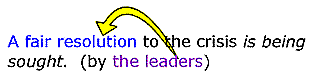 A fair resolution to the crisis is being
sought. (by the leaders)